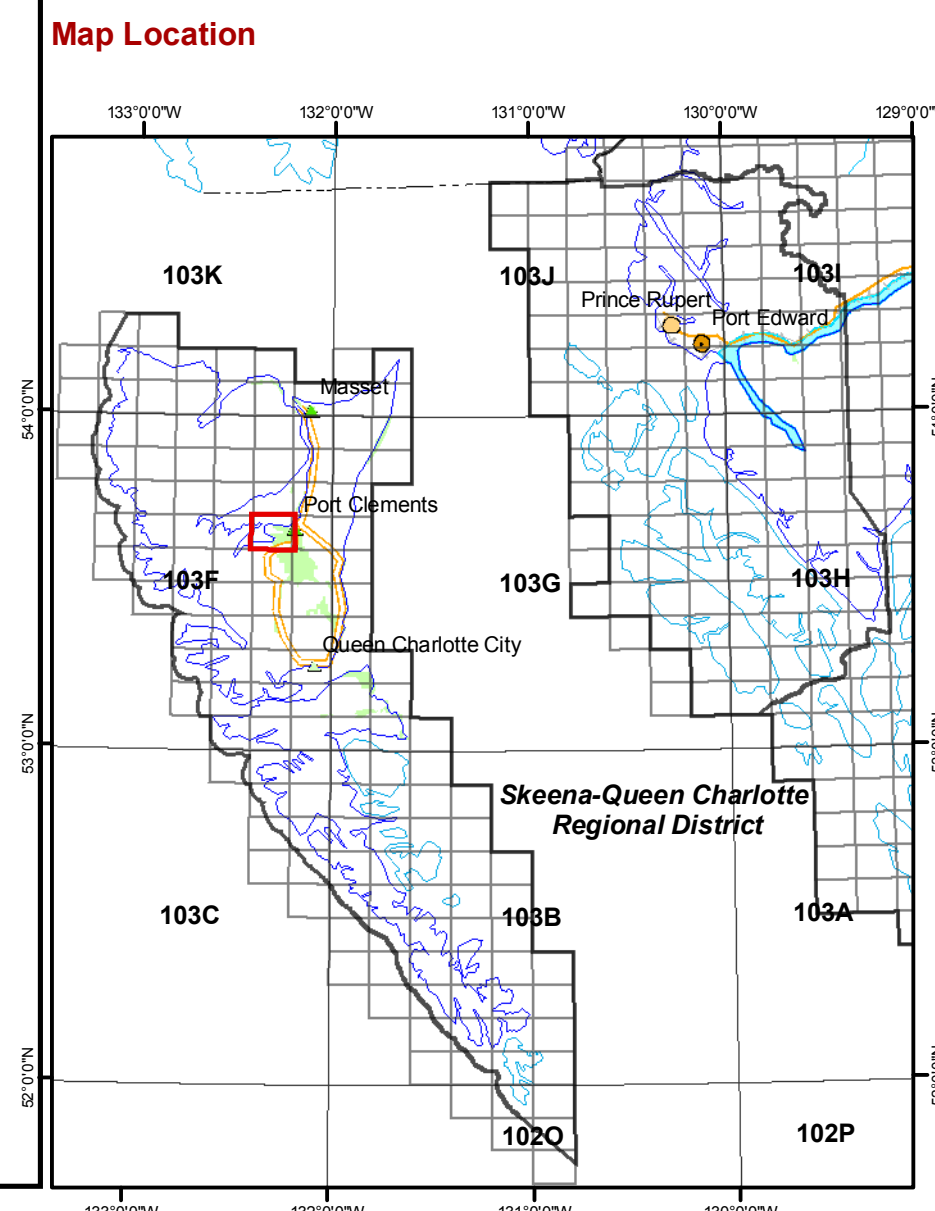 Map Location
133°0'0"W
132°0'0"W
131°0'0"W
130°0'0"W
129°0'0"
103K
103J
103I
Prince Rupert
Port Edward
Masset
54°0'0"N
Port Clements
103F
103G
103H
Queen Charlotte City
53°0'0"N
Skeena-Queen Charlotte
Regional District
103C
103B
103A
52°0'0"N
102O
102P